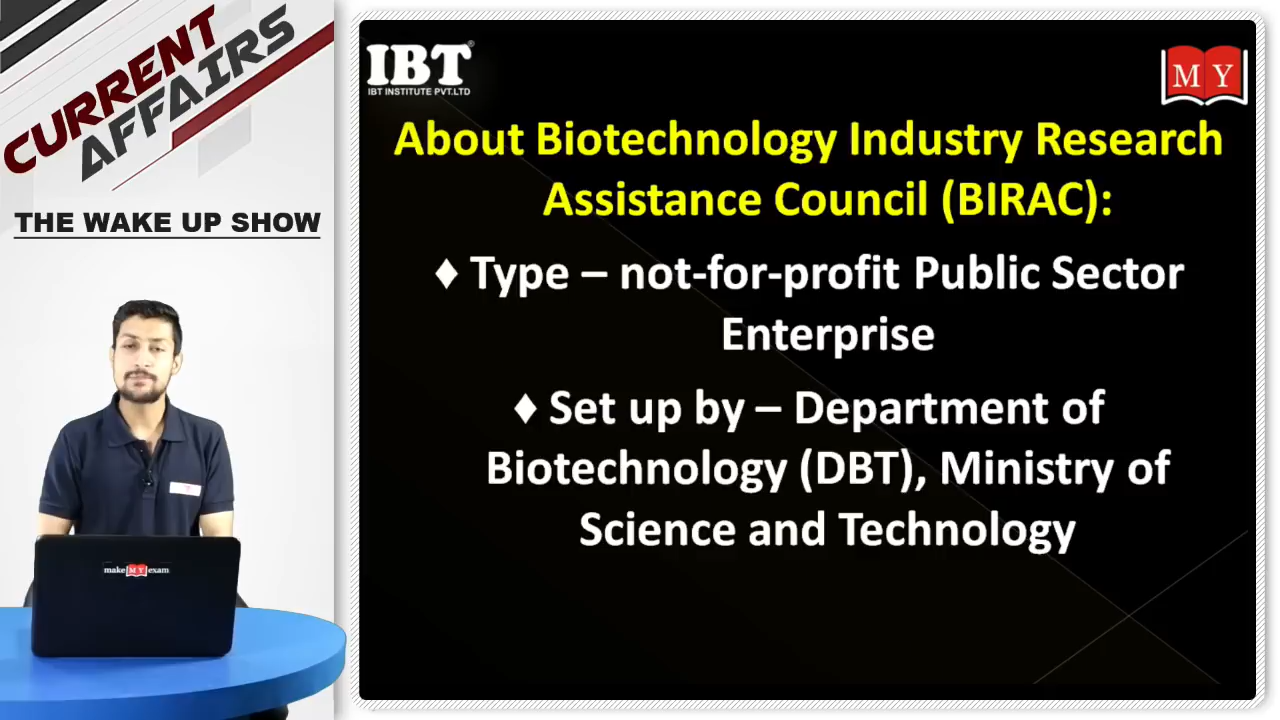 CURRENT
AFFAIRS
THE WAKE UP SHOW
make MY exam
IBT®
IBT INSTITUTE PVT.LTD
M Y
About Biotechnology Industry Research
Assistance Council (BIRAC):
♦ Type – not-for-profit Public Sector
Enterprise
♦ Set up by – Department of
Biotechnology (DBT), Ministry of
Science and Technology